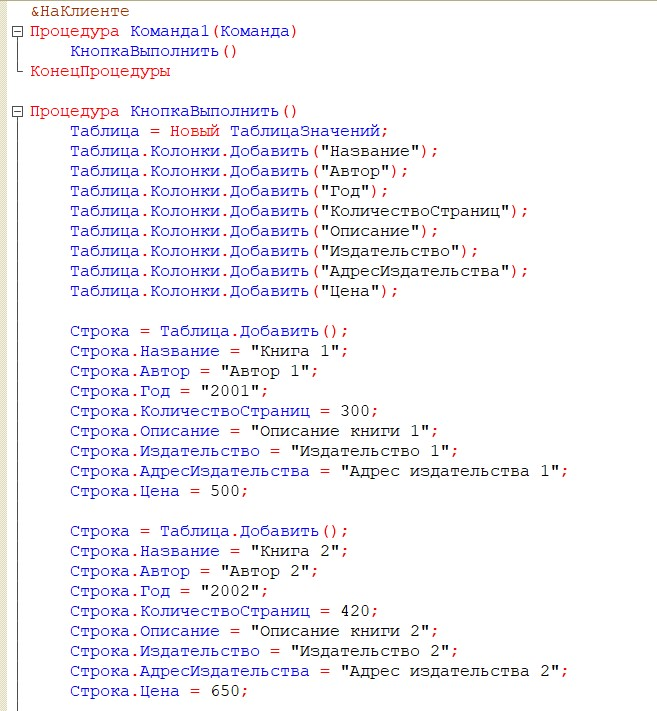 &НаКлиенте
Процедура Команда1(Команда)
КнопкаВыполнить()
КонецПроцедуры
Процедура КнопкаВыполнить()
Таблица = Новый ТаблицаЗначений;
Таблица.Колонки.Добавить("Название");
Таблица.Колонки.Добавить("Автор");
Таблица.Колонки.Добавить("Год");
Таблица.Колонки.Добавить("КоличествоСтраниц");
Таблица.Колонки.Добавить("Описание");
Таблица.Колонки.Добавить("Издательство");
Таблица.Колонки.Добавить("АдресИздательства");
Таблица.Колонки.Добавить("Цена");
Строка = Таблица.Добавить();
Строка.Название = "Книга 1";
Строка.Автор = "Автор 1";
Строка.Год = "2001";
Строка.КоличествоСтраниц = 300;
Строка.Описание = "Описание книги 1";
Строка.Издательство = "Издательство 1";
Строка.АдресИздательства = "Адрес издательства 1";
Строка.Цена = 500;
Строка = Таблица.Добавить();
Строка.Название = "Книга 2";
Строка.Автор = "Автор 2";
Строка.Год = "2002";
Строка.КоличествоСтраниц = 420;
Строка.Описание = "Описание книги 2";
Строка.Издательство = "Издательство 2";
Строка.АдресИздательства = "Адрес издательства 2";
Строка.Цена = 650;